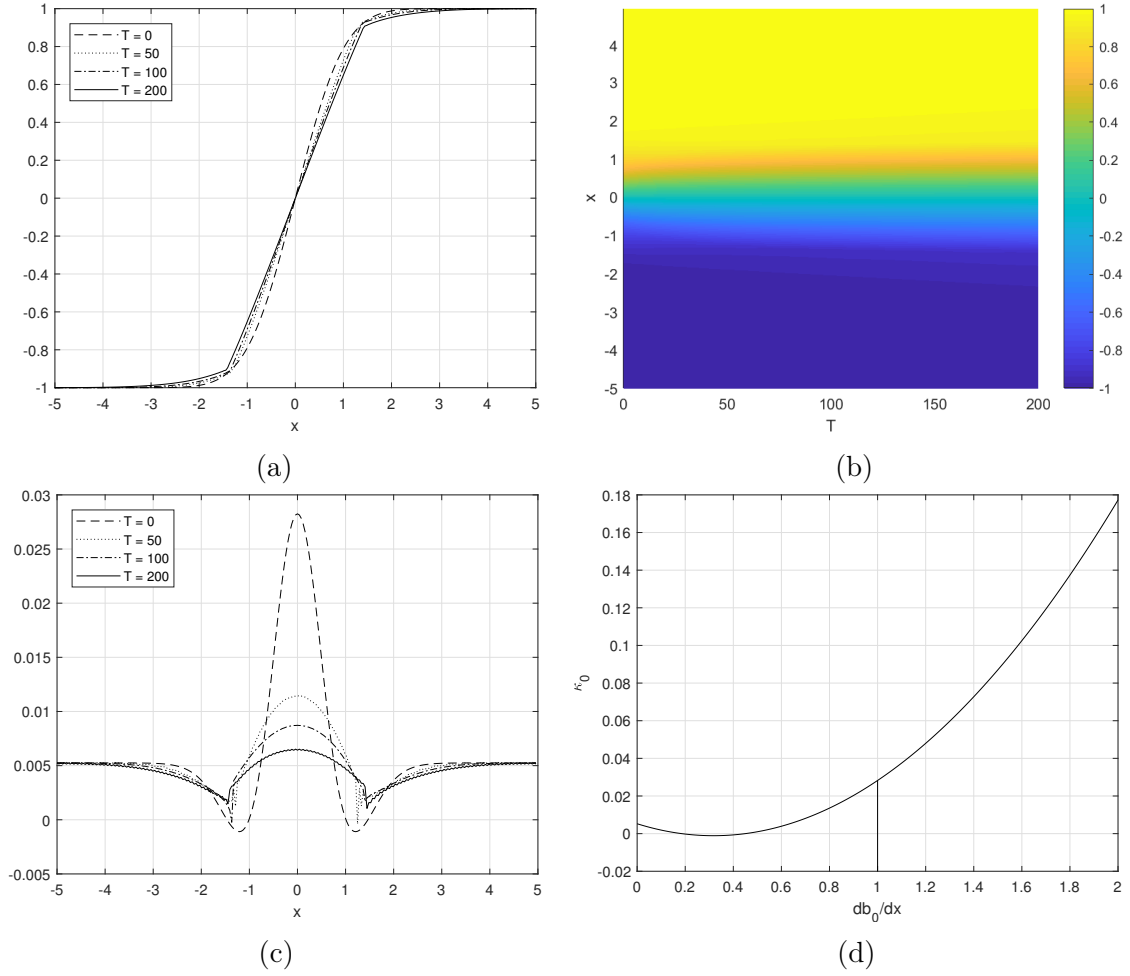 1
0.8
0.6
0.4
0.2
0
-0.2
-0.4
-0.6
-0.8
-1
T = 0
T = 50
T = 100
T = 200
-5 -4 -3 -2 -1 0 1 2 3 4 5
x
(a)
4
3
2
1
0
-1
-2
-3
-4
-5
x
0 50 100 150 200
T
1
0.8
0.6
0.4
0.2
0
-0.2
-0.4
-0.6
-0.8
-1
(b)
0.03
0.025
0.02
0.015
0.01
0.005
0
-0.005
T = 0
T = 50
T = 100
T = 200
-5 -4 -3 -2 -1 0 1 2 3 4 5
x
(c)
0.18
0.16
0.14
0.12
0.1
0.08
0.06
0.04
0.02
0
-0.02
κ₀
0 0.2 0.4 0.6 0.8 1 1.2 1.4 1.6 1.8 2
db₀/dx
(d)